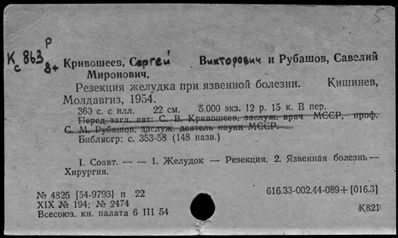 5
К 863 Р
с
8+ Кривошеев, Сергей Викторович и Рубашов, Савелий
Миронович.
Резекция желудка при язвенной болезни. Кишинев,
Молдавгиз, 1954.
360 с. с илл. 22 см. 5.000 экз. 12 р. 15 к. В пер.
Перед загл. авт: С. В. Кривошеев, заслуж. врач МССР, проф.
С. М. Рубашов, заслуж. деятель науки МССР.
Библиогр: с. 353-58 (148 назв.)
I. Соавт. — — 1. Желудок — Резекция. 2. Язвенная болезнь —
Хирургия.
№ 4825 [54-9793] п 22 616.33-002.44-089+[016.3]
XIX № 194; № 2474
Всесоюз. кн. палата 6 III 54 К821